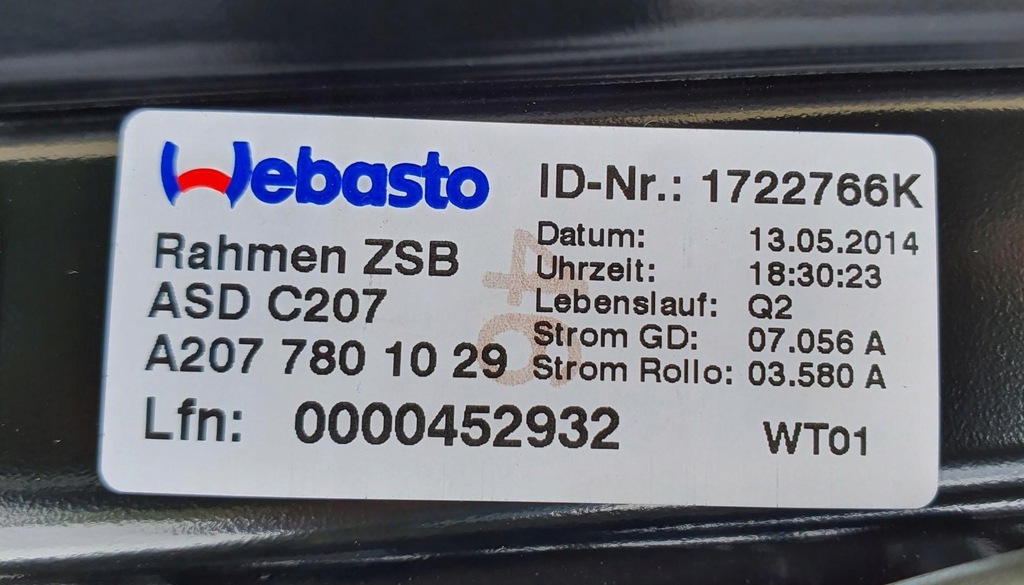 Webasto
Rahmen ZSB
ASD C207
A207 780 10 29
Lfn: 0000452932
ID-Nr.: 1722766K
Datum: 13.05.2014
Uhrzeit: 18:30:23
Lebenslauf: Q2
Strom GD: 07.056 A
Strom Rollo: 03.580 A
WT01
46